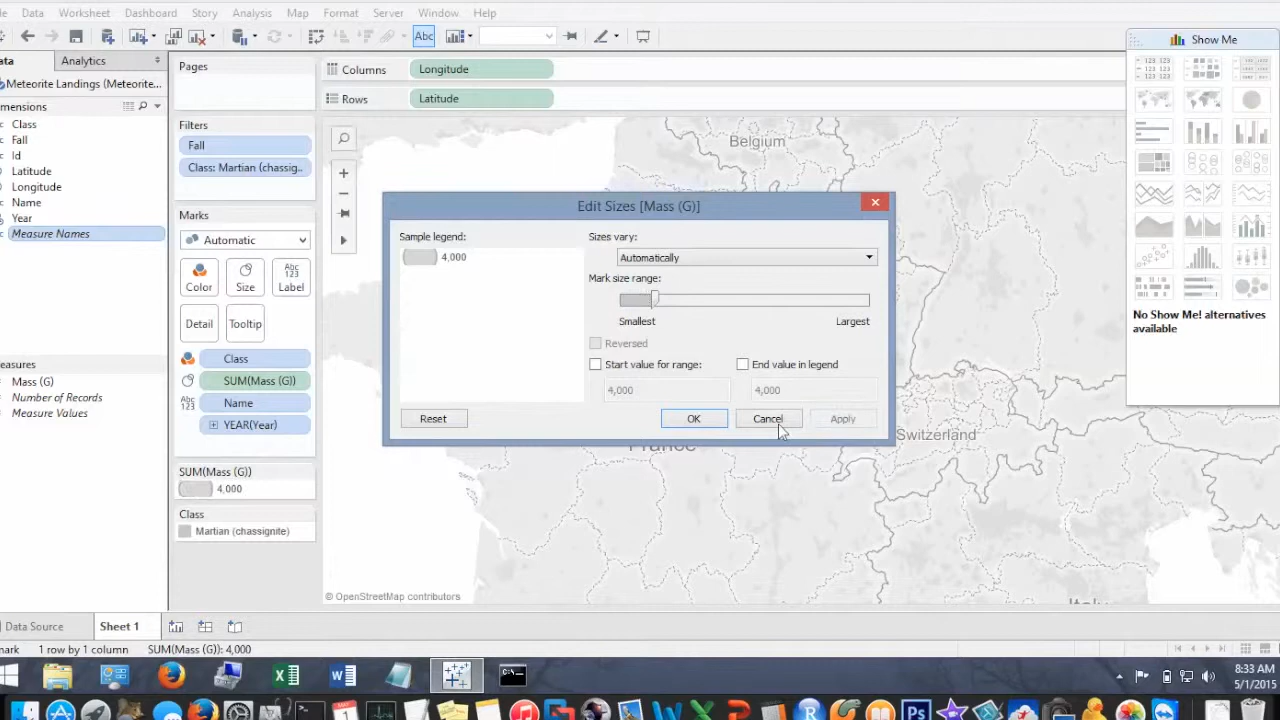 Data Worksheet Dashboard Story Analysis Map Format Server Window Help
Abc
Analytics
Pages
Columns Longitude
Rows Latitude
Show Me
Meteorite Landings (Meteorite...
Class
Fall
Id
Latitude
Longitude
Name
Year
Measure Names
Filters
Fall
Class: Martian (chassig..
Marks
Automatic
Color
Size
Abc
123
Label
Detail
Tooltip
Class
SUM(Mass (G))
Name
YEAR(Year)
Mass (G)
Number of Records
Measure Values
SUM(Mass (G))
4,000
Class
Martian (chassignite)
Belgium
Switzerland
France
© OpenStreetMap contributors
Edit Sizes [Mass (G)]
Sample legend:
4,000
Sizes vary:
Automatically
Mark size range:
Smallest
Largest
Reversed
Start value for range:
End value in legend
4,000
4,000
Reset
OK
Cancel
Apply
No Show Me! alternatives
available
Data Source
Sheet 1
1 row by 1 column
SUM(Mass (G)): 4,000
8:33 AM
5/1/2015